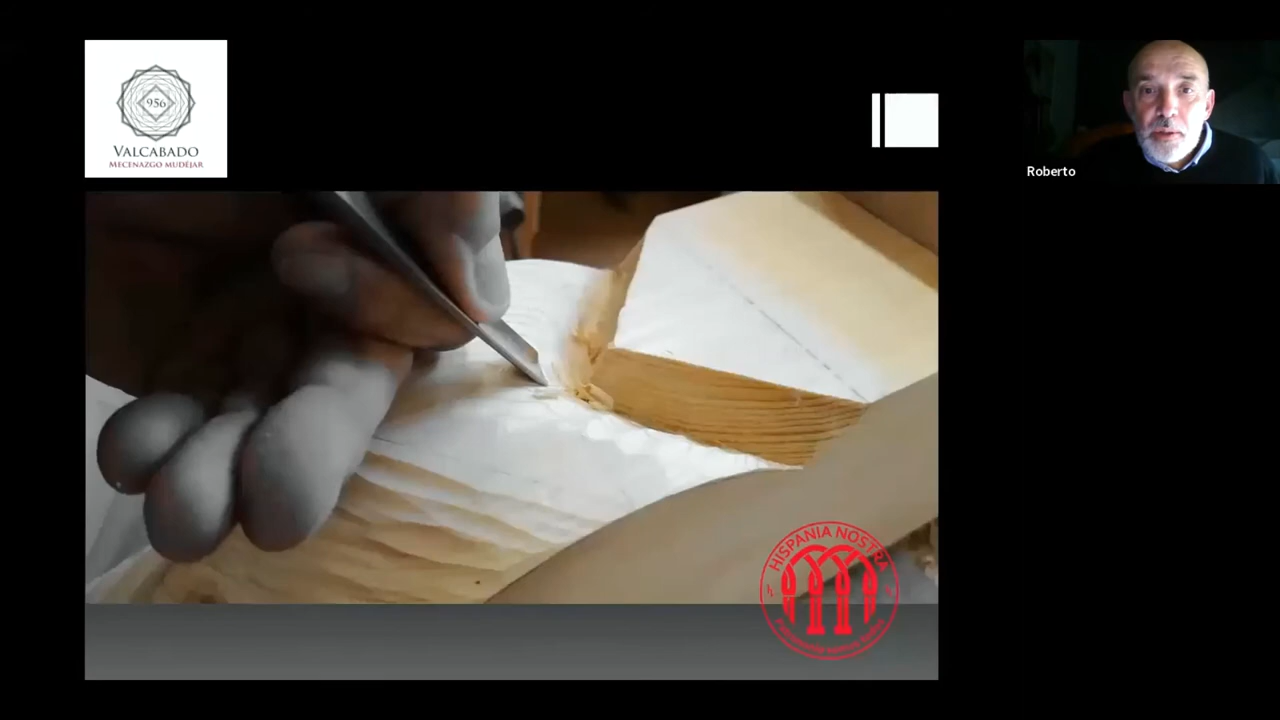 956
VALCABADO
MECENAZGO MUDÉJAR
Roberto
HISPANIA NOSTRA